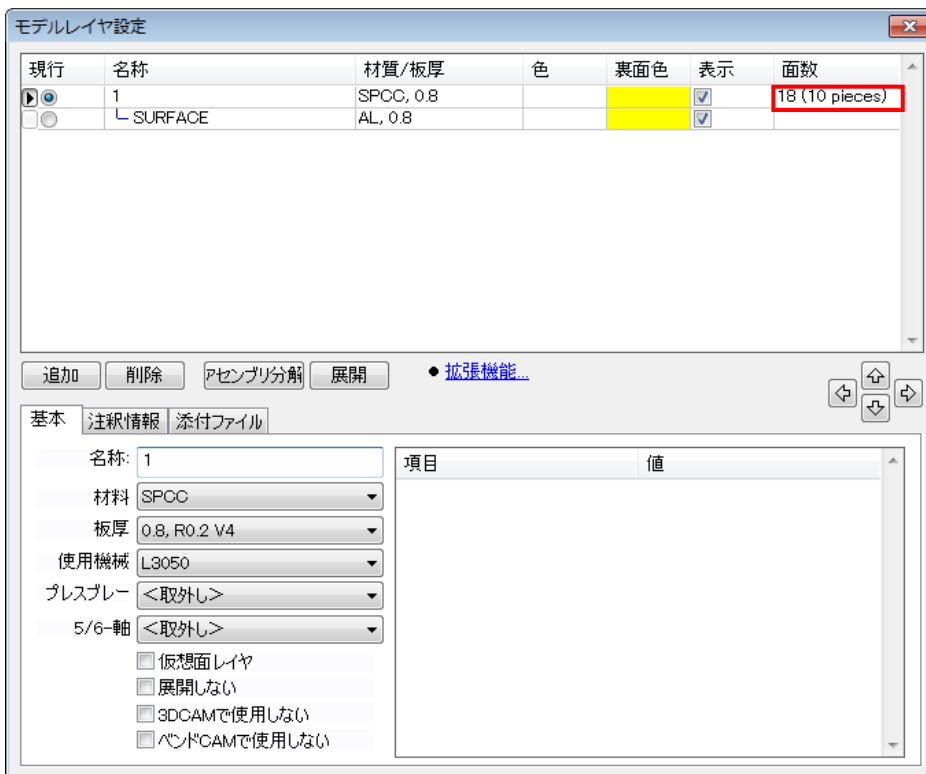 モデルレイヤ設定
現行 名称 材質/板厚 色 裏面色 表示 面数
1 SPCC, 0.8 18 (10 pieces)
SURFACE AL, 0.8
追加 削除 アセンブリ分解 展開 ● 拡張機能...
基本 注釈情報 添付ファイル
名称: 1 項目 値
材料 SPCC
板厚 0.8, R0.2 V4
使用機械 L3050
プレスブレー <取外し>
5/6-軸 <取外し>
仮想面レイヤ
展開しない
3DCAMで使用しない
ベンドCAMで使用しない